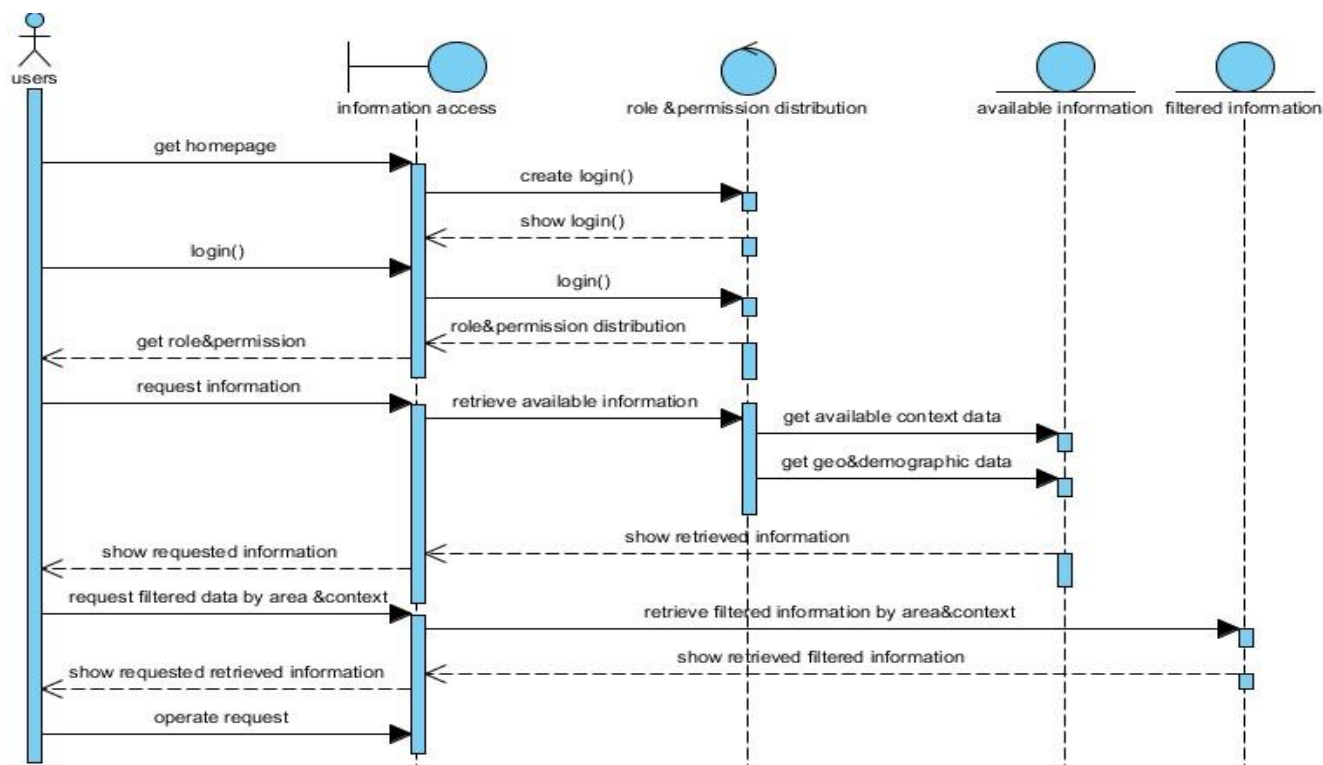 users
information access
role &permission distribution
available information
filtered information
get homepage
create login()
show login()
login()
login()
role&permission distribution
get role&permission
request information
retrieve available information
get available context data
get geo&demographic data
show retrieved information
show requested information
request filtered data by area &context
retrieve filtered information by area&context
show retrieved filtered information
show requested retrieved information
operate request